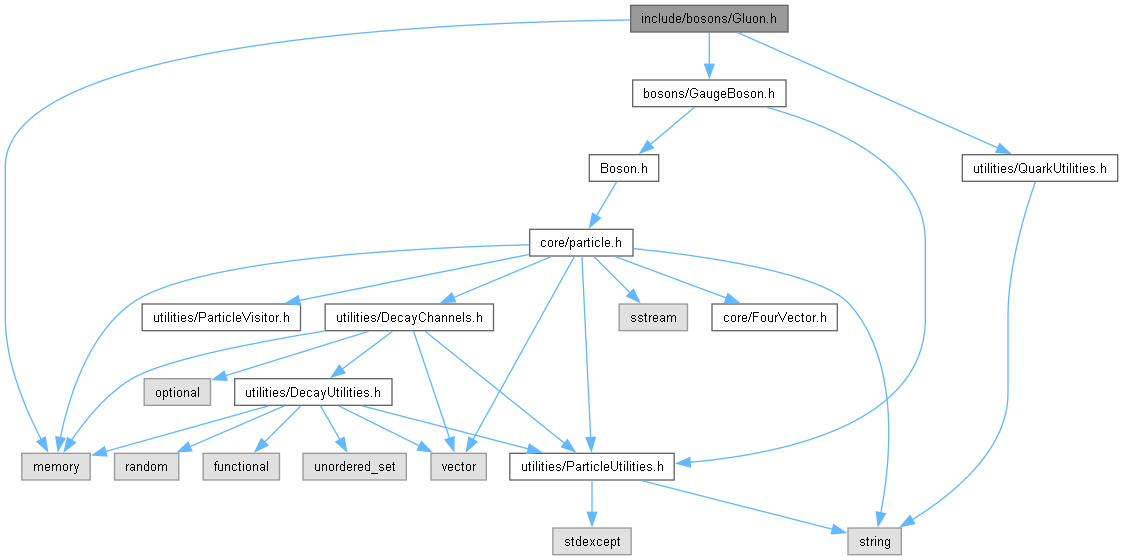 include/bosons/Gluon.h
bosons/GaugeBoson.h
Boson.h
utilities/QuarkUtilities.h
core/particle.h
utilities/ParticleVisitor.h
utilities/DecayChannels.h
sstream
core/FourVector.h
optional
utilities/DecayUtilities.h
memory
random
functional
unordered_set
vector
utilities/ParticleUtilities.h
stdexcept
string